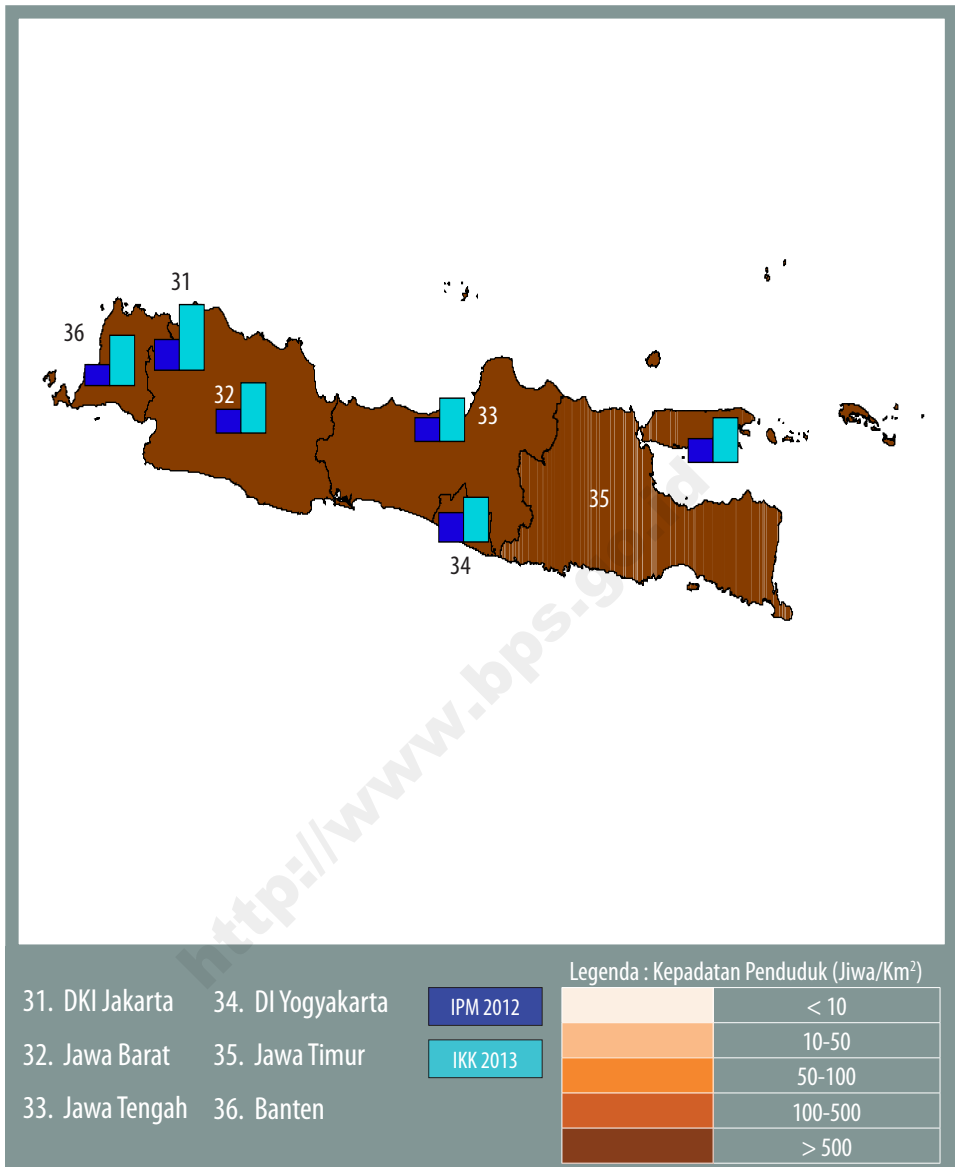 31
36
32
33
35
34
http://www.bps.go.id
Legenda : Kepadatan Penduduk (Jiwa/Km²)
31. DKI Jakarta
32. Jawa Barat
33. Jawa Tengah
34. DI Yogyakarta
35. Jawa Timur
36. Banten
IPM 2012
IKK 2013
< 10
10-50
50-100
100-500
> 500